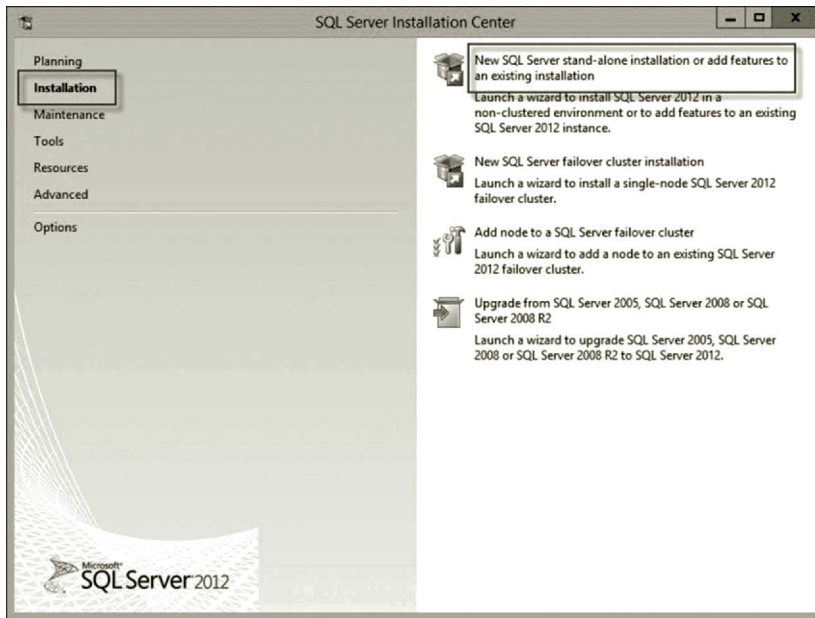 SQL Server Installation Center
Planning
Installation
Maintenance
Tools
Resources
Advanced
Options
New SQL Server stand-alone installation or add features to
an existing installation
Launch a wizard to install SQL Server 2012 in a
non-clustered environment or to add features to an existing
SQL Server 2012 instance.
New SQL Server failover cluster installation
Launch a wizard to install a single-node SQL Server 2012
failover cluster.
Add node to a SQL Server failover cluster
Launch a wizard to add a node to an existing SQL Server
2012 failover cluster.
Upgrade from SQL Server 2005, SQL Server 2008 or SQL
Server 2008 R2
Launch a wizard to upgrade SQL Server 2005, SQL Server
2008 or SQL Server 2008 R2 to SQL Server 2012.
Microsoft
SQL Server 2012